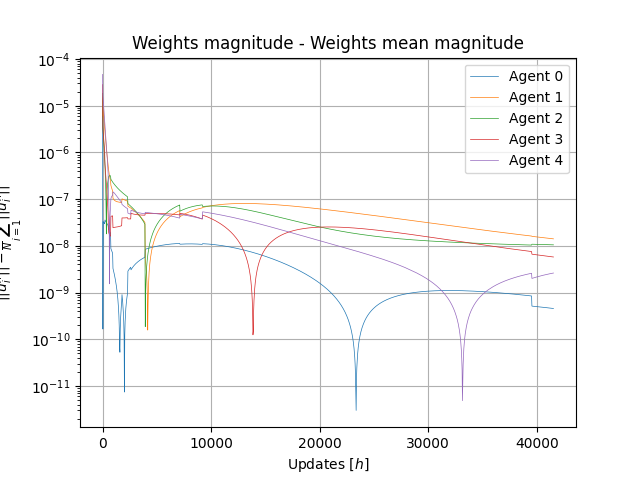 Weights magnitude - Weights mean magnitude
10⁻⁴
10⁻⁵
10⁻⁶
10⁻⁷
10⁻⁸
10⁻⁹
10⁻¹⁰
10⁻¹¹
Agent 0
Agent 1
Agent 2
Agent 3
Agent 4
0 10000 20000 30000 40000
Updates [h]